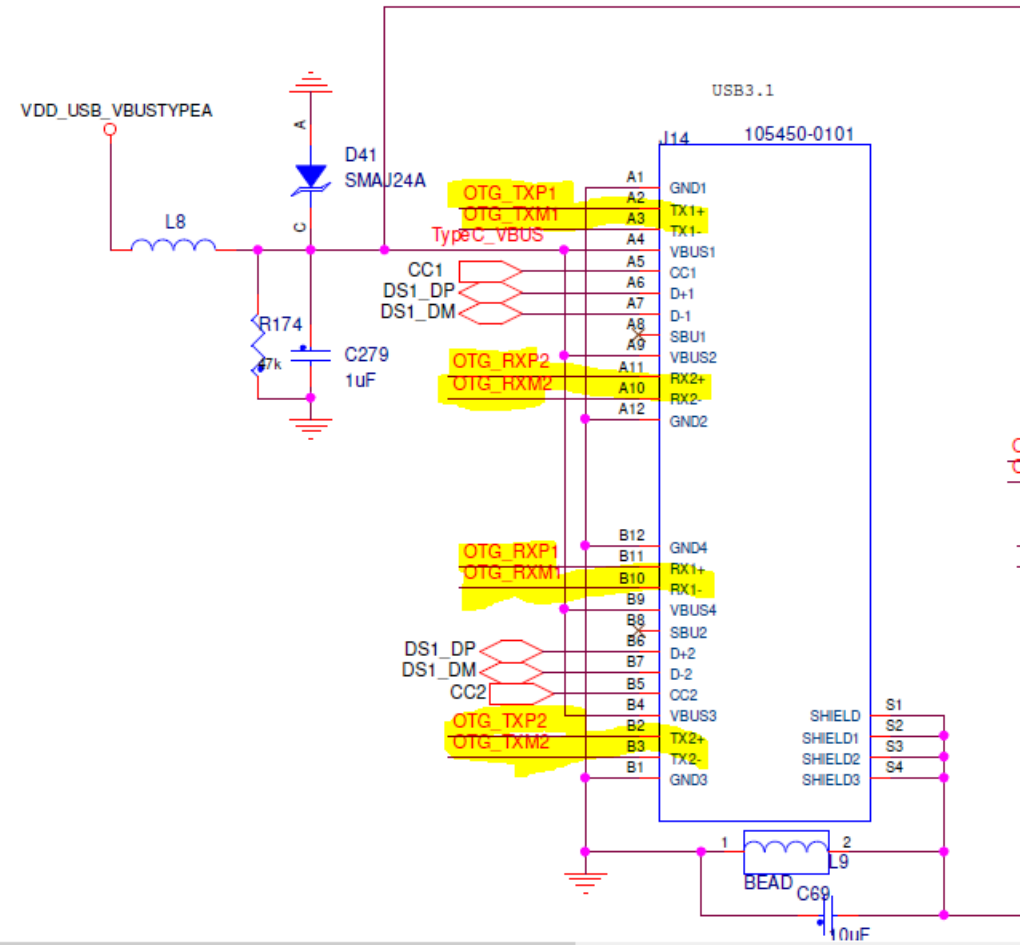 USB3.1
VDD_USB_VBUSTYPEA
J14
105450-0101
A
D41
SMAJ24A
C
L8
R174
47k
C279
1uF
OTG_TXP1
OTG_TXM1
TypeC_VBUS
CC1
DS1_DP
DS1_DM
OTG_RXP2
OTG_RXM2
OTG_RXP1
OTG_RXM1
DS1_DP
DS1_DM
CC2
OTG_TXP2
OTG_TXM2
A1 GND1
A2 TX1+
A3 TX1-
A4 VBUS1
A5 CC1
A6 D+1
A7 D-1
A8 SBU1
A9 VBUS2
A11 RX2+
A10 RX2-
A12 GND2
B12 GND4
B11 RX1+
B10 RX1-
B9 VBUS4
B8 SBU2
B6 D+2
B7 D-2
B5 CC2
B4 VBUS3
B2 TX2+
B3 TX2-
B1 GND3
SHIELD S1
SHIELD1 S2
SHIELD2 S3
SHIELD3 S4
1
2
L9
BEAD
C69
10uF